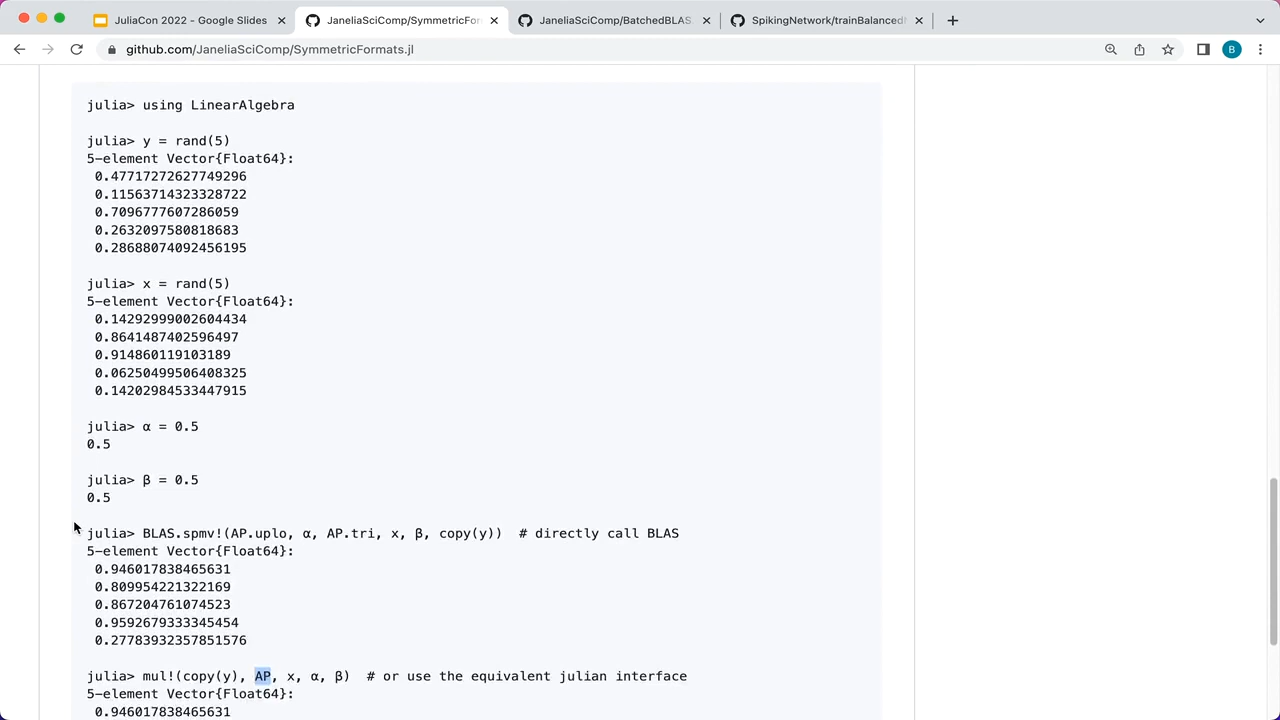 JuliaCon 2022 - Google Slides
JaneliaSciComp/SymmetricFor
JaneliaSciComp/BatchedBLAS.
SpikingNetwork/trainBalancedN
github.com/JaneliaSciComp/SymmetricFormats.jl
B
julia> using LinearAlgebra
julia> y = rand(5)
5-element Vector{Float64}:
0.47717272627749296
0.11563714323328722
0.7096777607286059
0.2632097580818683
0.28688074092456195
julia> x = rand(5)
5-element Vector{Float64}:
0.14292999002604434
0.8641487402596497
0.914860119103189
0.06250499506408325
0.14202984533447915
julia> α = 0.5
0.5
julia> β = 0.5
0.5
julia> BLAS.spmv!(AP.uplo, α, AP.tri, x, β, copy(y))  # directly call BLAS
5-element Vector{Float64}:
0.946017838465631
0.809954221322169
0.867204761074523
0.9592679333345454
0.27783932357851576
julia> mul!(copy(y), AP, x, α, β)  # or use the equivalent julian interface
5-element Vector{Float64}:
0.946017838465631